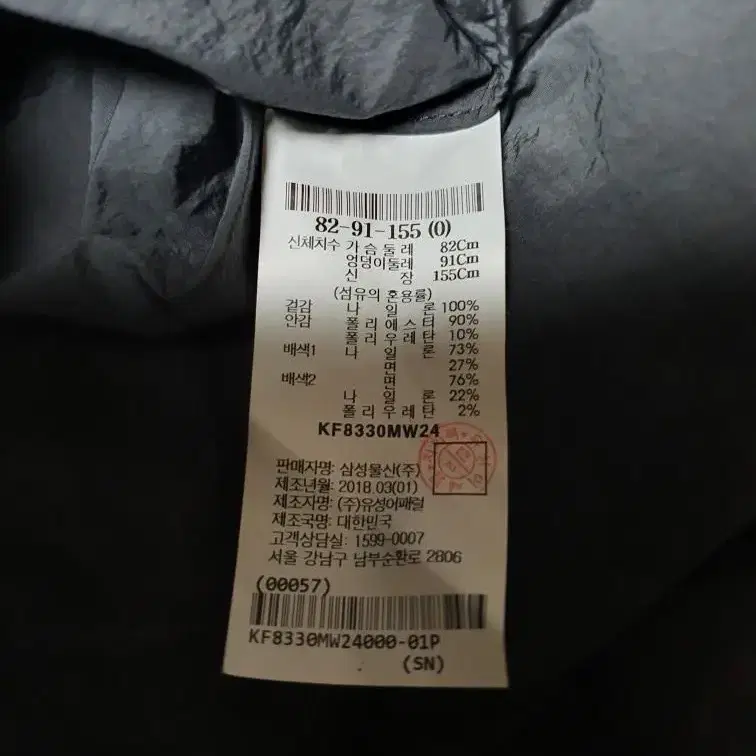 82-91-155 (0)
신체치수 가 슴 둘 레 82Cm
엉덩이둘레 91Cm
신 장 155Cm
(섬유의 혼용률)
겉감 나 일 론 100%
안감 폴 리 에 스 터 90%
폴 리 우 레 탄 10%
배색1 나 일 론 73%
면 27%
배색2 면 76%
나 일 론 22%
폴 리 우 레 탄 2%
KF8330MW24
판매자명: 삼성물산(주)
제조년월: 2018.03(01)
제조자명: (주)유성어패럴
제조국명: 대한민국
고객상담실: 1599-0007
서울 강남구 남부순환로 2806
(00057)
KF8330MW24000-01P
(SN)